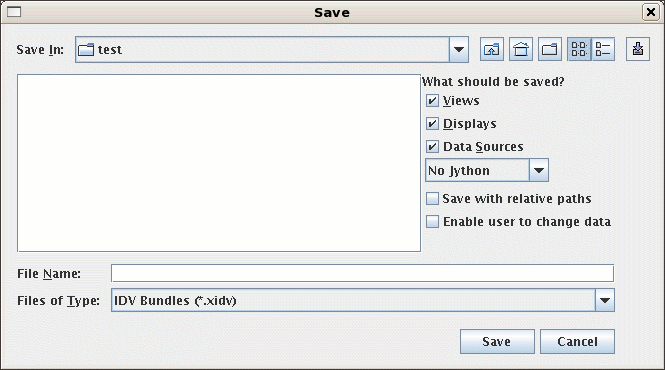 Save
Save In: test
What should be saved?
Views
Displays
Data Sources
No Jython
Save with relative paths
Enable user to change data
File Name:
Files of Type: IDV Bundles (*.xidv)
Save Cancel